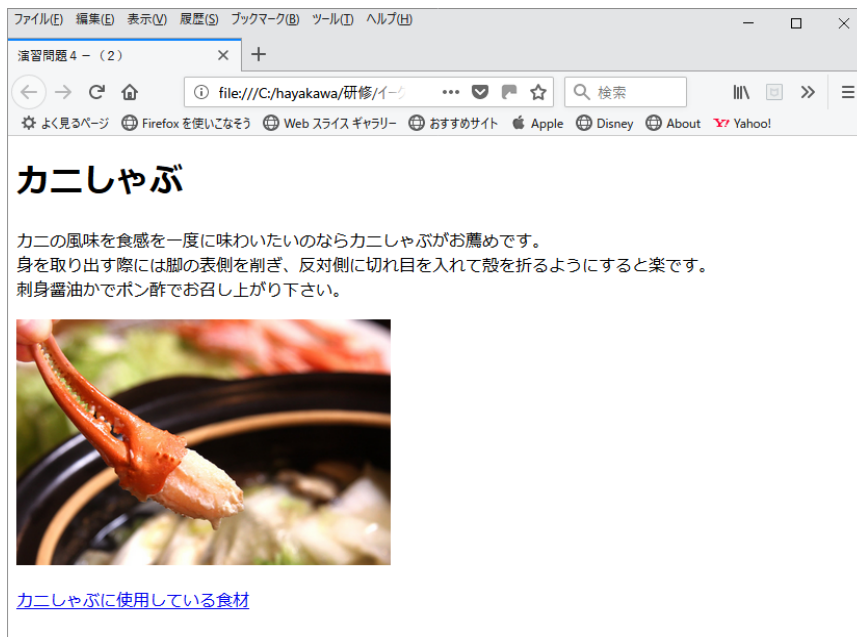 ファイル(F) 編集(E) 表示(V) 履歴(S) ブックマーク(B) ツール(T) ヘルプ(H)
演習問題４－（２）
file:///C:/hayakawa/研修/イーク
検索
よく見るページ Firefox を使いこなそう Web スライス ギャラリー おすすめサイト Apple Disney About Yahoo!
カニしゃぶ
カニの風味を食感を一度に味わいたいのならカニしゃぶがお薦めです。
身を取り出す際には脚の表側を削ぎ、反対側に切れ目を入れて殻を折るようにすると楽です。
刺身醤油かでポン酢でお召し上がり下さい。
カニしゃぶに使用している食材